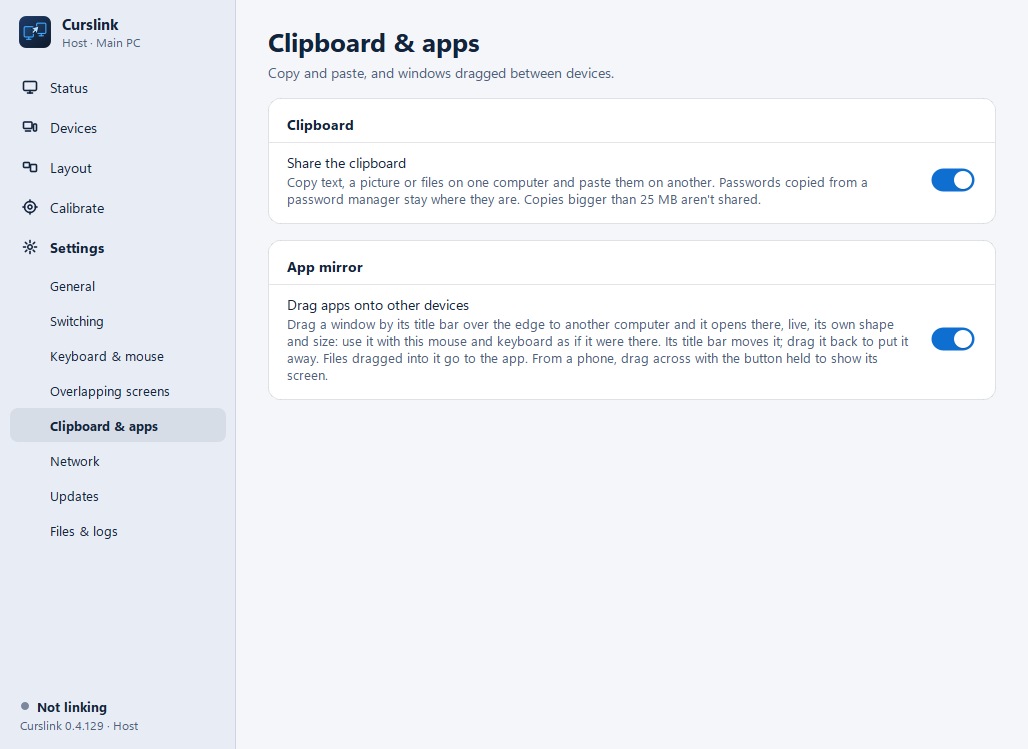 Curslink
Host · Main PC
Status
Devices
Layout
Calibrate
Settings
General
Switching
Keyboard & mouse
Overlapping screens
Clipboard & apps
Network
Updates
Files & logs
Not linking
Curslink 0.4.129 · Host
Clipboard & apps
Copy and paste, and windows dragged between devices.
Clipboard
Share the clipboard
Copy text, a picture or files on one computer and paste them on another. Passwords copied from a
password manager stay where they are. Copies bigger than 25 MB aren't shared.
App mirror
Drag apps onto other devices
Drag a window by its title bar over the edge to another computer and it opens there, live, its own shape
and size: use it with this mouse and keyboard as if it were there. Its title bar moves it; drag it back to put it
away. Files dragged into it go to the app. From a phone, drag across with the button held to show its
screen.